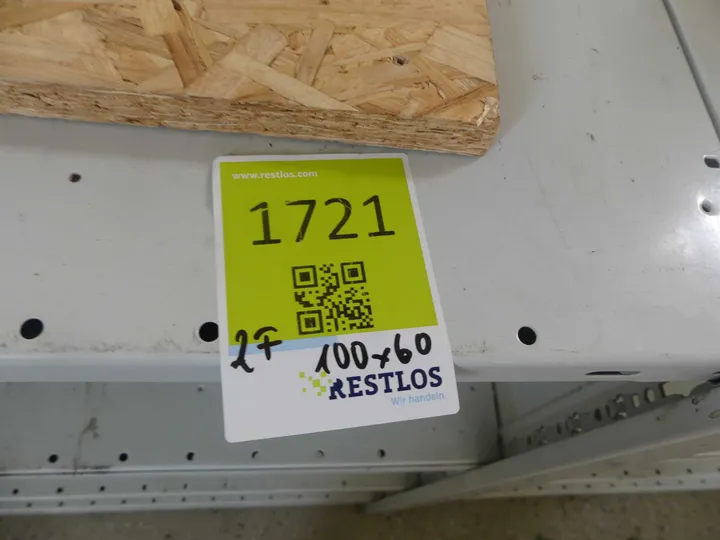 www.restlos.com
1721
2F 100x60
RESTLOS
Wir handeln